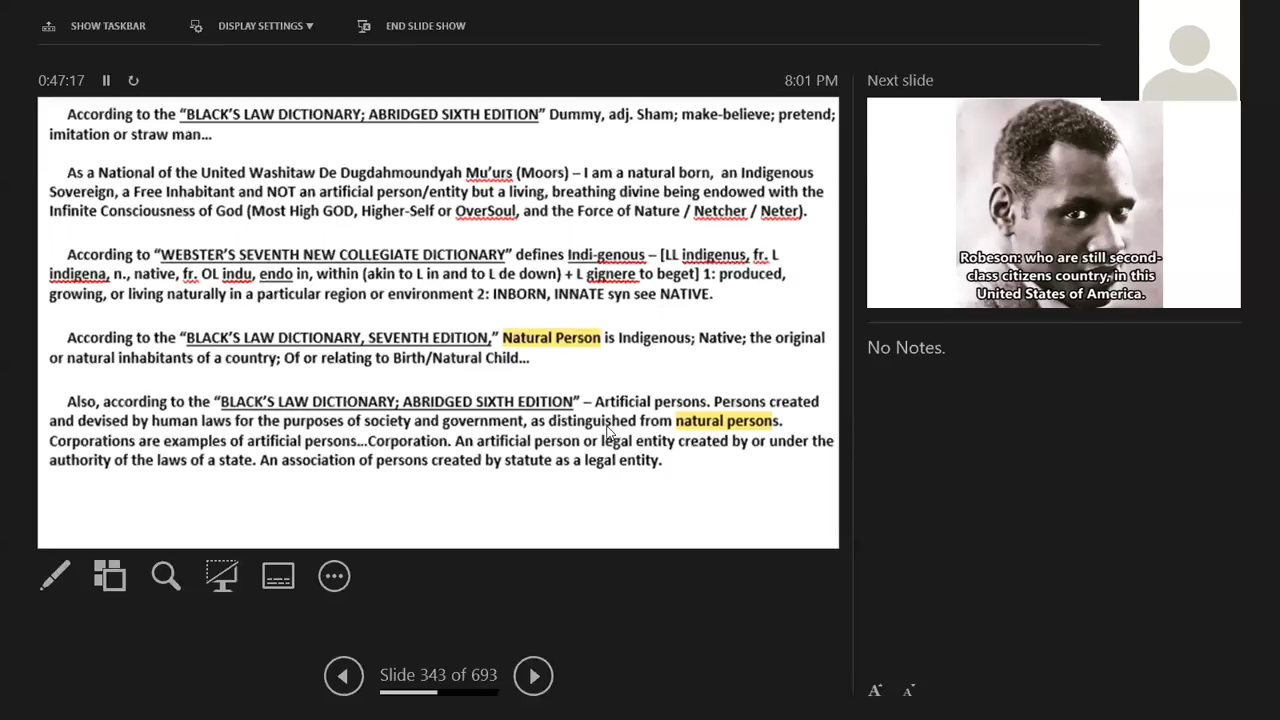 SHOW TASKBAR
DISPLAY SETTINGS ▼
END SLIDE SHOW
0:47:17
8:01 PM
According to the “BLACK’S LAW DICTIONARY; ABRIDGED SIXTH EDITION” Dummy, adj. Sham; make-believe; pretend;
imitation or straw man…
As a National of the United Washitaw De Dugdahmoundyah Mu’urs (Moors) – I am a natural born, an Indigenous
Sovereign, a Free Inhabitant and NOT an artificial person/entity but a living, breathing divine being endowed with the
Infinite Consciousness of God (Most High GOD, Higher-Self or OverSoul, and the Force of Nature / Netcher / Neter).
According to “WEBSTER’S SEVENTH NEW COLLEGIATE DICTIONARY” defines Indi-genous – [LL indigenus, fr. L
indigena, n., native, fr. OL indu, endo in, within (akin to L in and to L de down) + L gignere to beget] 1: produced,
growing, or living naturally in a particular region or environment 2: INBORN, INNATE syn see NATIVE.
According to the “BLACK’S LAW DICTIONARY, SEVENTH EDITION,” Natural Person is Indigenous; Native; the original
or natural inhabitants of a country; Of or relating to Birth/Natural Child…
Also, according to the “BLACK’S LAW DICTIONARY; ABRIDGED SIXTH EDITION” – Artificial persons. Persons created
and devised by human laws for the purposes of society and government, as distinguished from natural persons.
Corporations are examples of artificial persons…Corporation. An artificial person or legal entity created by or under the
authority of the laws of a state. An association of persons created by statute as a legal entity.
Slide 343 of 693
Next slide
Robeson: who are still second-
class citizens country, in this
United States of America.
No Notes.
A A